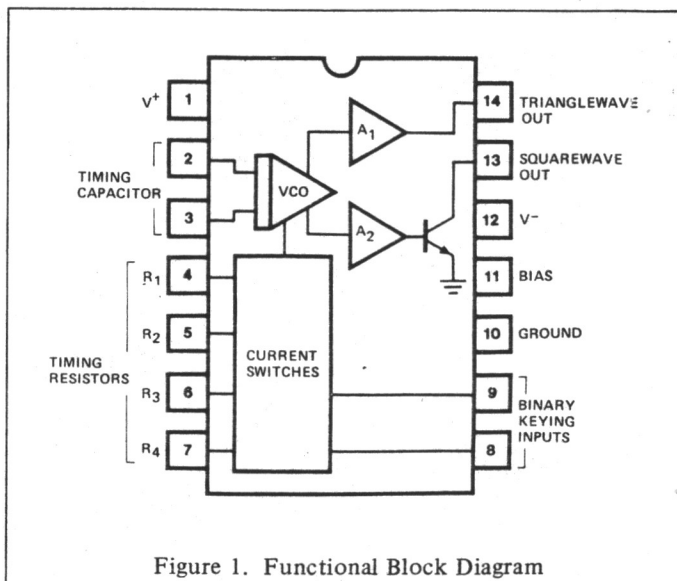 V+ 1
2
TIMING
CAPACITOR
3
R1 4
R2 5
TIMING
RESISTORS
R3 6
R4 7
VCO
A1
A2
CURRENT
SWITCHES
14 TRIANGLEWAVE
OUT
13 SQUAREWAVE
OUT
12 V−
11 BIAS
10 GROUND
9
BINARY
KEYING
INPUTS
8
Figure 1. Functional Block Diagram